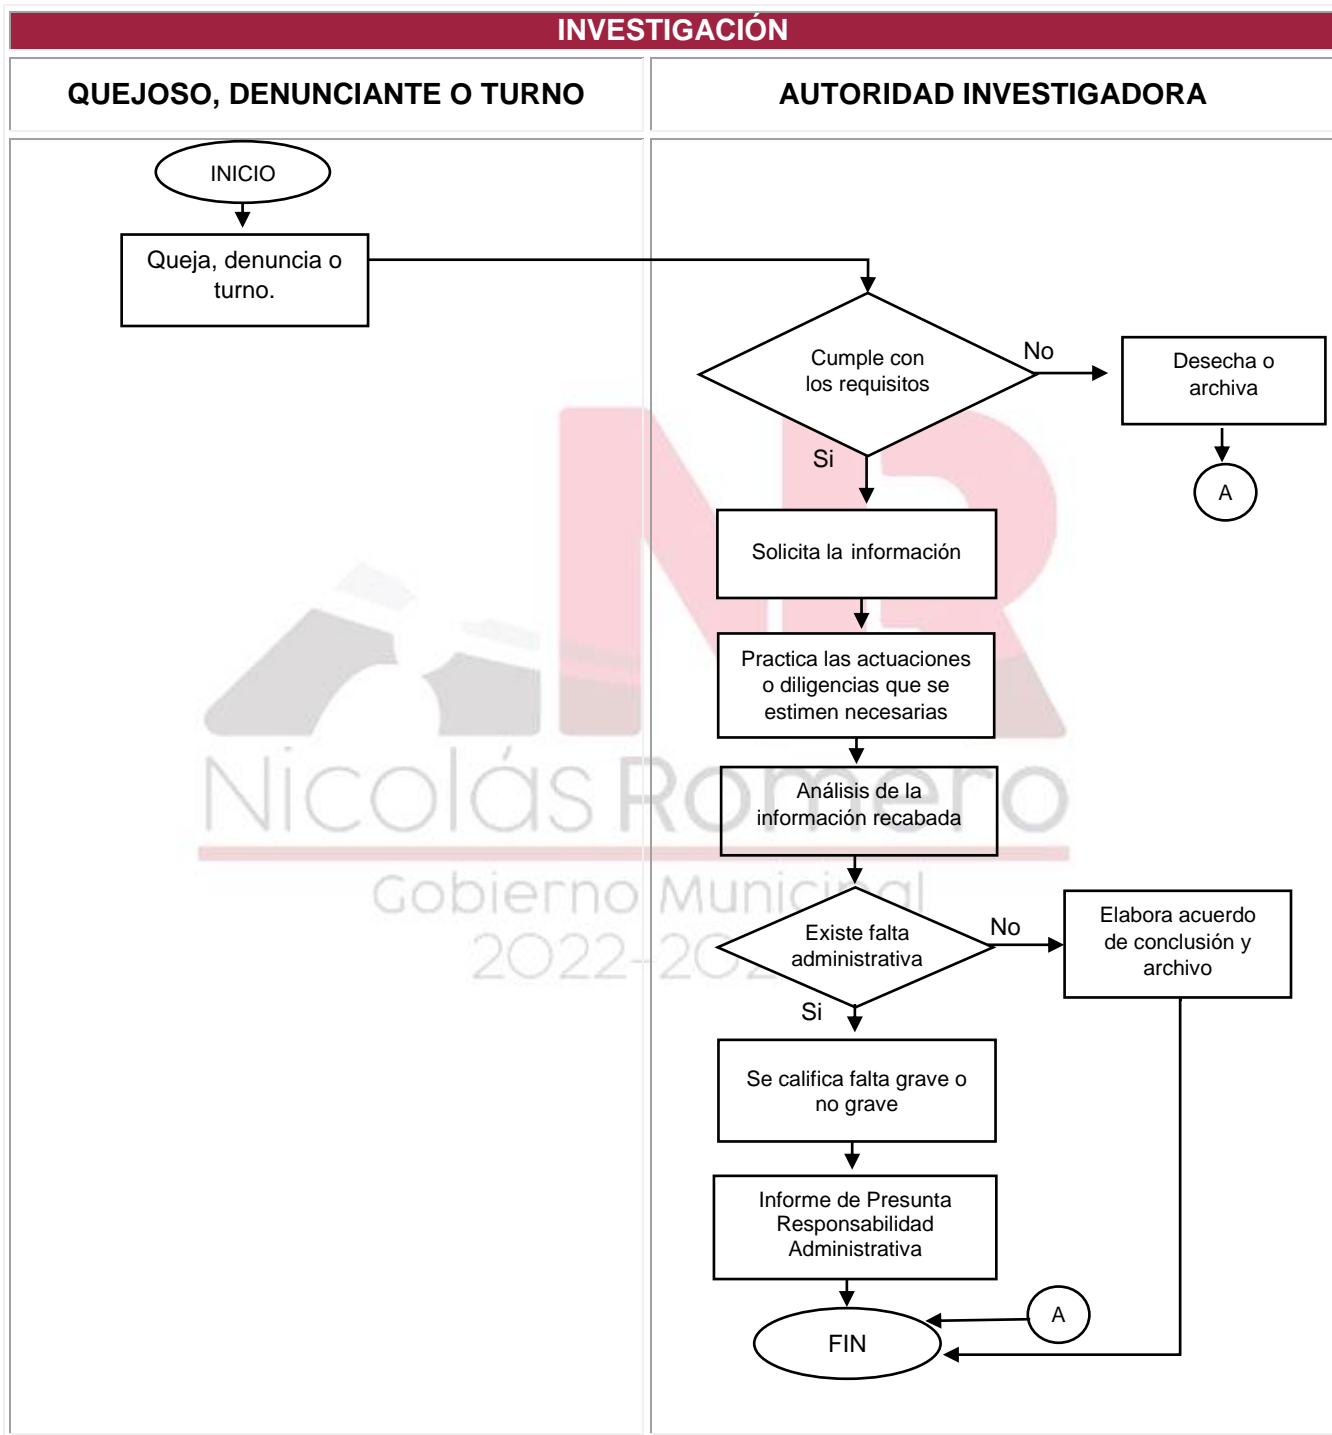 INVESTIGACIÓN
QUEJOSO, DENUNCIANTE O TURNO
AUTORIDAD INVESTIGADORA
INICIO
Queja, denuncia o
turno.
Cumple con
los requisitos
No
Desecha o
archiva
Si
A
Solicita la información
Practica las actuaciones
o diligencias que se
estimen necesarias
Nicolás Romero
Análisis de la
información recabada
Gobierno Municipal
Existe falta
administrativa
No
Elabora acuerdo
de conclusión y
archivo
Si
Se califica falta grave o
no grave
Informe de Presunta
Responsabilidad
Administrativa
A
FIN